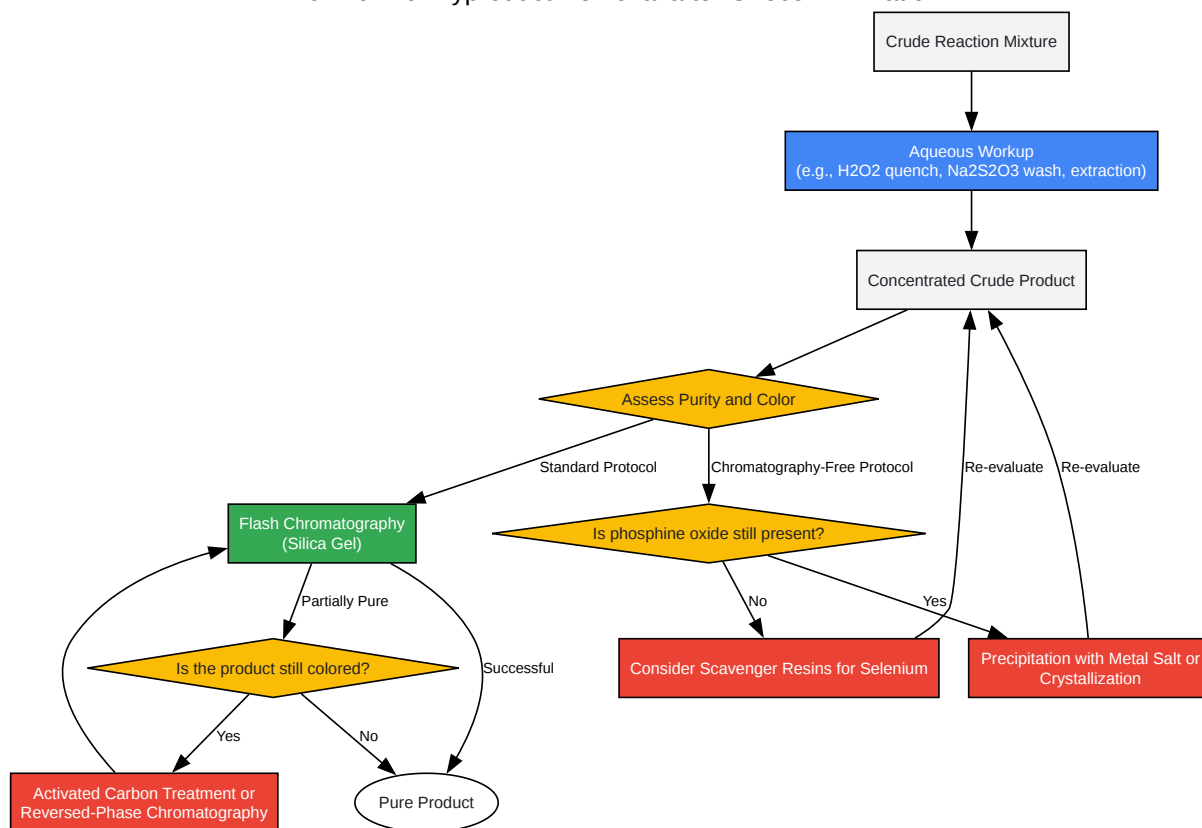 Crude Reaction Mixture
Aqueous Workup
(e.g., H2O2 quench, Na2S2O3 wash, extraction)
Concentrated Crude Product
Assess Purity and Color
Standard Protocol
Chromatography-Free Protocol
Re-evaluate
Re-evaluate
Flash Chromatography
(Silica Gel)
Is phosphine oxide still present?
Partially Pure
No
Yes
Is the product still colored?
Successful
Consider Scavenger Resins for Selenium
Precipitation with Metal Salt or
Crystallization
Yes
No
Activated Carbon Treatment or
Reversed-Phase Chromatography
Pure Product